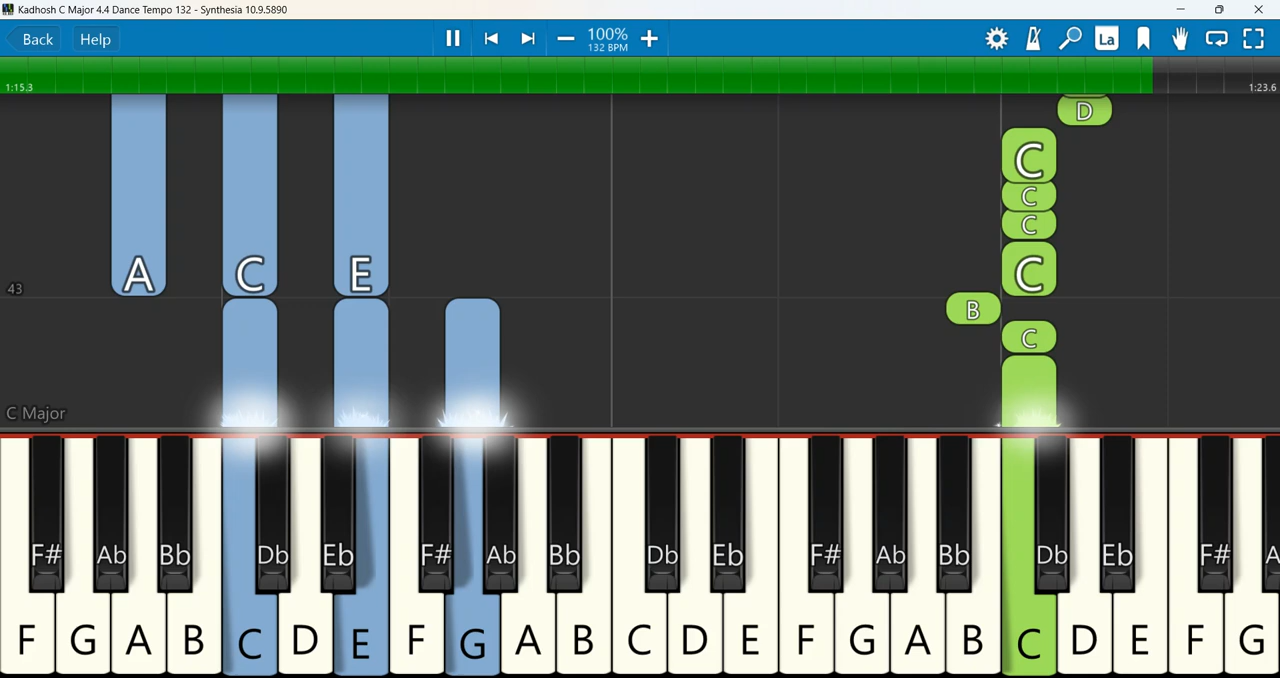 Kadhosh C Major 4.4 Dance Tempo 132 - Synthesia 10.9.5890
Back Help 100% La
132 BPM
1:15.3 1:23.6
D
C
C
C
A C E C
43
B
C
C Major
F# Ab Bb Db Eb F# Ab Bb Db Eb F# Ab Bb Db Eb F# A
F G A B C D E F G A B C D E F G A B C D E F G